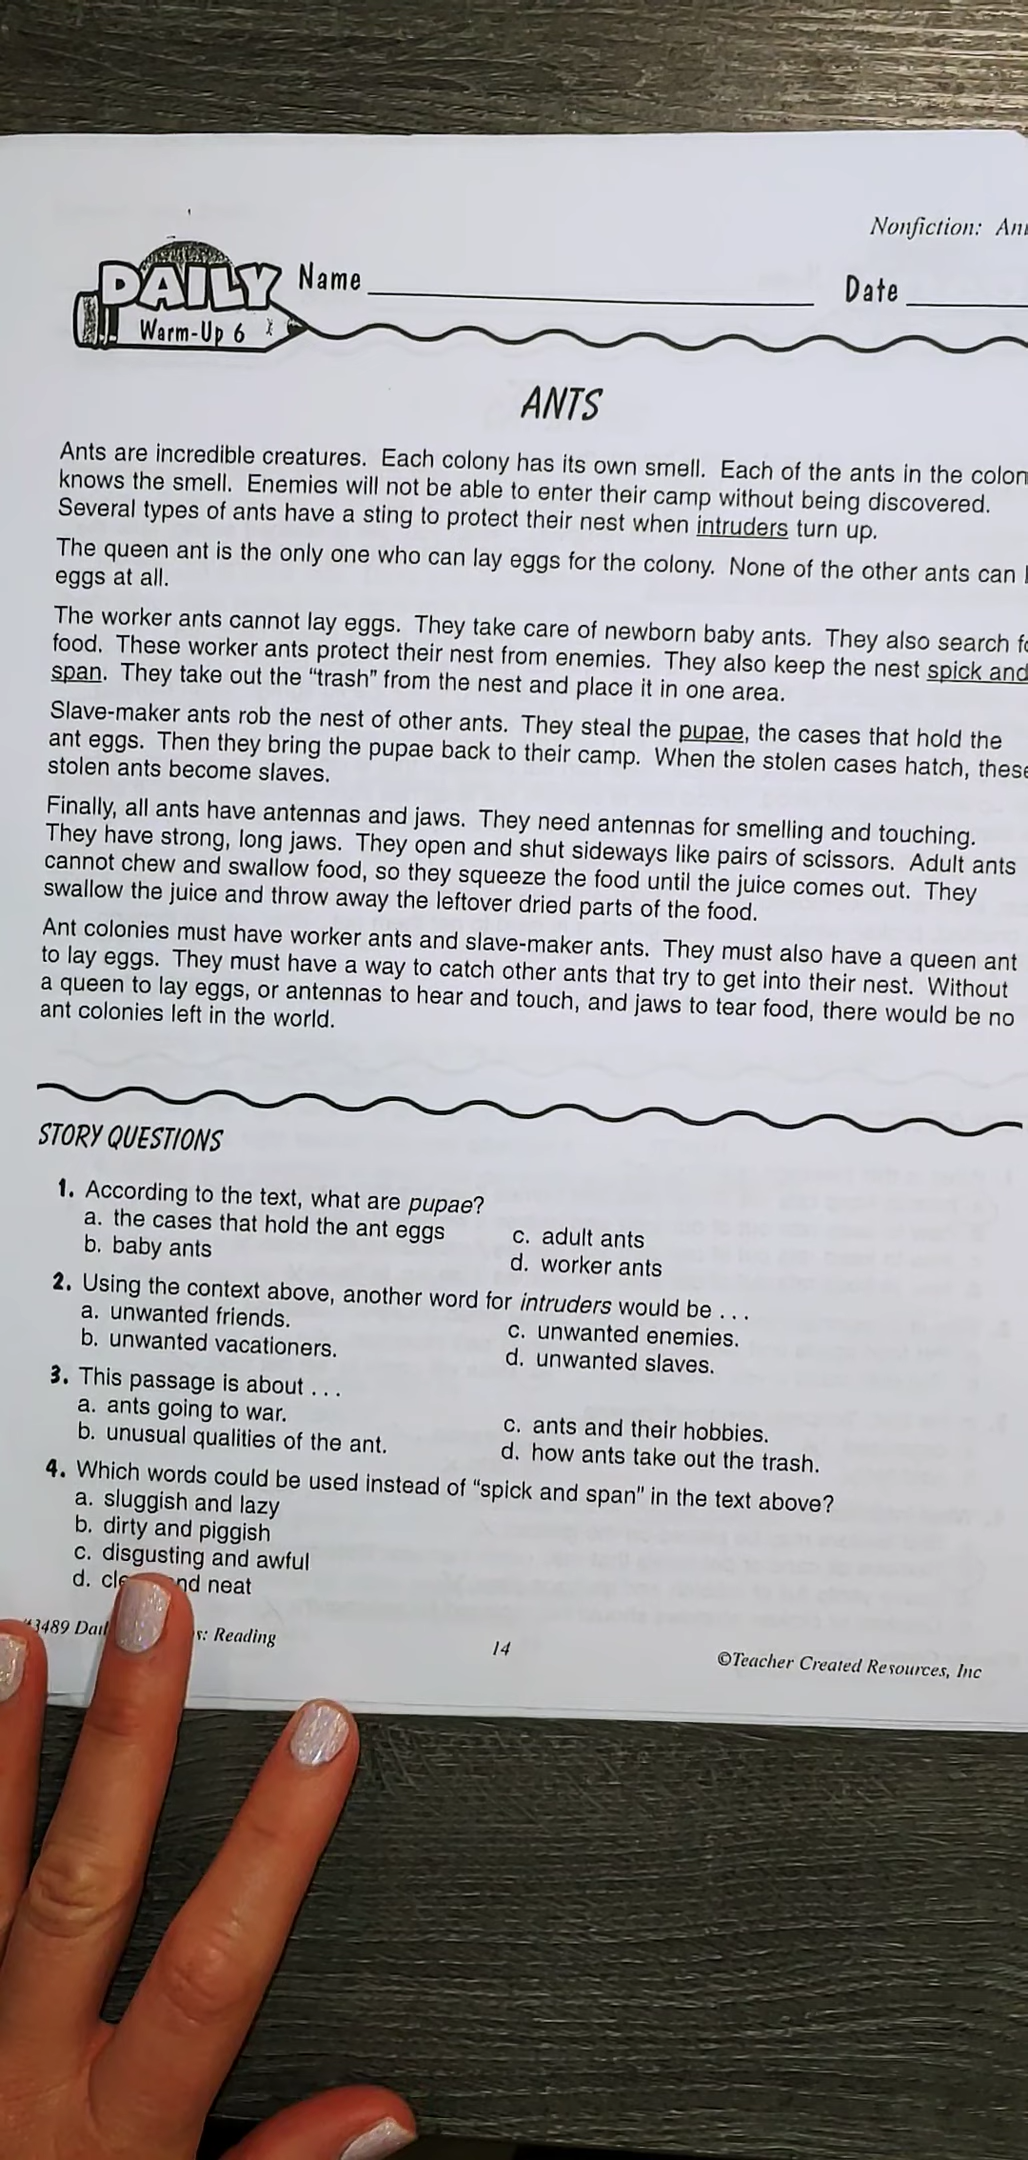 Nonfiction:
DAILY
Warm-Up 6
Name
Date
ANTS
Ants are incredible creatures. Each colony has its own smell. Each of the ants in the colon
knows the smell. Enemies will not be able to enter their camp without being discovered.
Several types of ants have a sting to protect their nest when intruders turn up.
The queen ant is the only one who can lay eggs for the colony. None of the other ants can
eggs at all.
The worker ants cannot lay eggs. They take care of newborn baby ants. They also search
food. These worker ants protect their nest from enemies. They also keep the nest spick and
span. They take out the “trash” from the nest and place it in one area.
Slave-maker ants rob the nest of other ants. They steal the pupae, the cases that hold the
ant eggs. Then they bring the pupae back to their camp. When the stolen cases hatch, these
stolen ants become slaves.
Finally, all ants have antennas and jaws. They need antennas for smelling and touching.
They have strong, long jaws. They open and shut sideways like pairs of scissors. Adult ants
cannot chew and swallow food, so they squeeze the food until the juice comes out. They
swallow the juice and throw away the leftover dried parts of the food.
Ant colonies must have worker ants and slave-maker ants. They must also have a queen ant
to lay eggs. They must have a way to catch other ants that try to get into their nest. Without
a queen to lay eggs, or antennas to hear and touch, and jaws to tear food, there would be no
ant colonies left in the world.
STORY QUESTIONS
1. According to the text, what are pupae?
a. the cases that hold the ant eggs
b. baby ants
c. adult ants
d. worker ants
2. Using the context above, another word for intruders would be . . .
a. unwanted friends.
b. unwanted vacationers.
c. unwanted enemies.
d. unwanted slaves.
3. This passage is about . . .
a. ants going to war.
b. unusual qualities of the ant.
c. ants and their hobbies.
d. how ants take out the trash.
4. Which words could be used instead of “spick and span” in the text above?
a. sluggish and lazy
b. dirty and piggish
c. disgusting and awful
d. and neat
#3489 Reading
14
©Teacher Created Resources, Inc